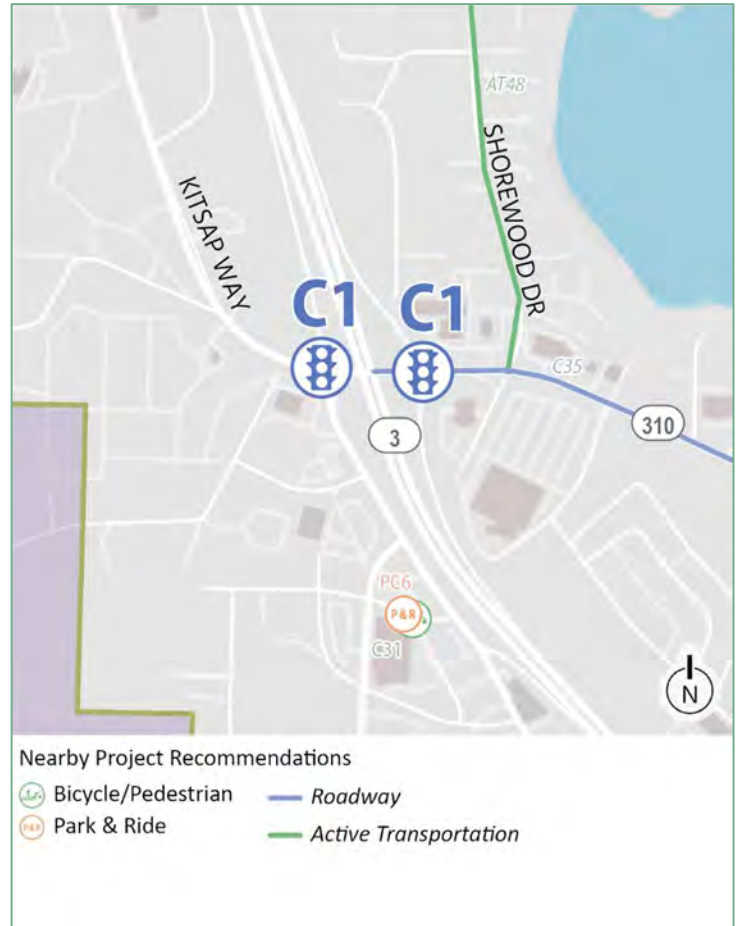 AT48
SHOREWOOD DR
KITSAP WAY
C1 C1
C35
310
3
PC6
P&R
C31
N
Nearby Project Recommendations
Bicycle/Pedestrian
Roadway
P&R Park & Ride
Active Transportation